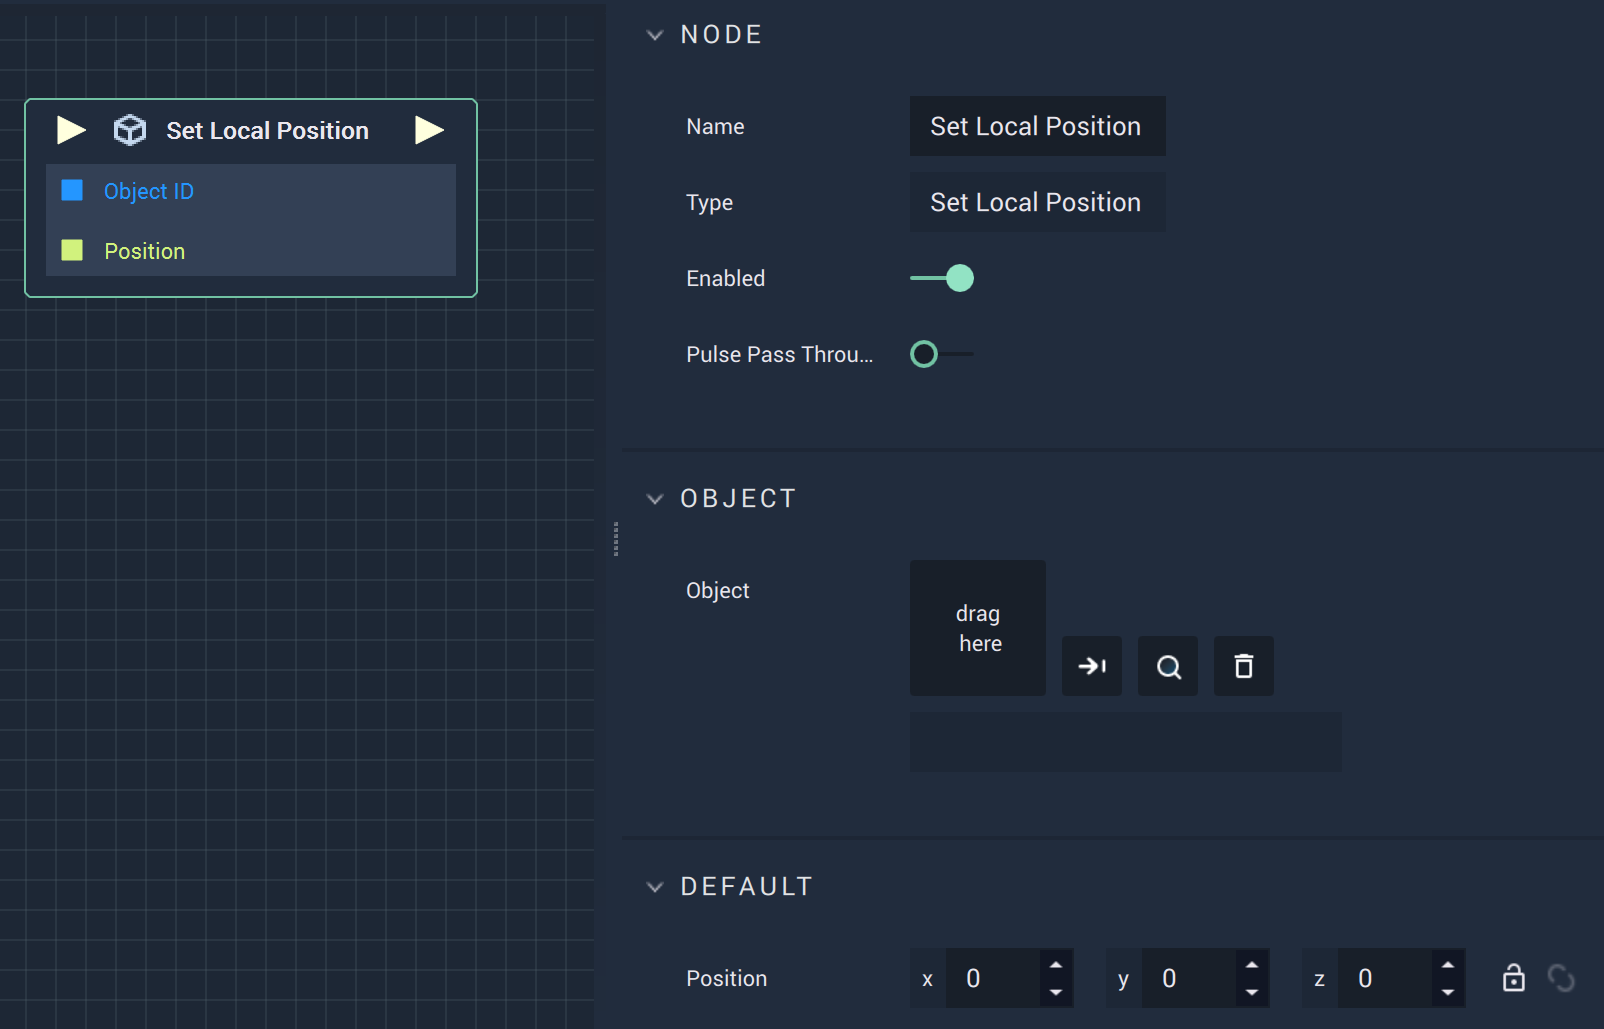 Set Local Position
Object ID
Position
NODE
Name Set Local Position
Type Set Local Position
Enabled
Pulse Pass Throu...
OBJECT
Object
drag
here
DEFAULT
Position x 0 y 0 z 0